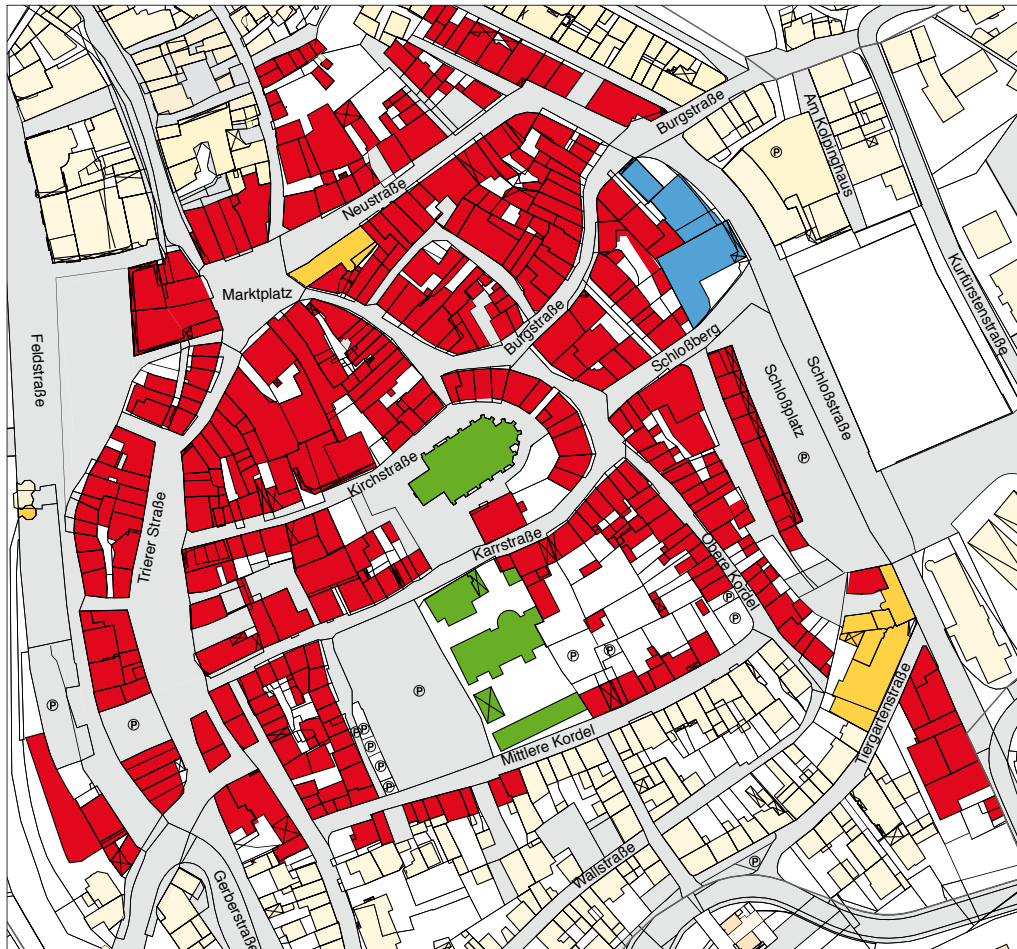 Burgstraße
Am Kolpinghaus
P
Neustraße
Kurfürstenstraße
Marktplatz
Burgstraße
Schloßberg
Feldstraße
Schloßplatz
Schloßstraße
P
Kirchstraße
Trierer Straße
Karrstraße
Obere Kordel
P
P
P
P
P
P
P
P
P
P
P
P
P
Mittlere Kordel
Tiergartenstraße
Wallstraße
P
Gerberstraße